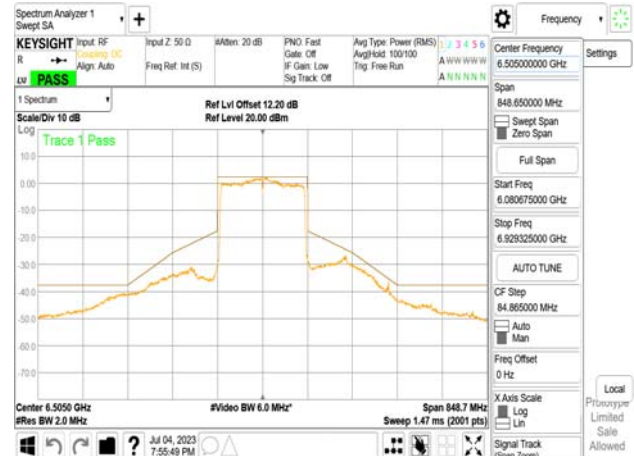 Spectrum Analyzer 1
Swept SA
Frequency
KEYSIGHT
Input: RF
Coupling: DC
Align: Auto
Input Z: 50 Ω
Freq Ref: Int (S)
#Atten: 20 dB
PNO: Fast
Gate: Off
IF Gain: Low
Sig Track: Off
Avg Type: Power (RMS)
Avg|Hold: 100/100
Trig: Free Run
1 2 3 4 5 6
A W W W W W
A N N N N N
R
LV PASS
Center Frequency
6.505000000 GHz
Settings
Span
848.650000 MHz
Swept Span
Zero Span
Full Span
Start Freq
6.080675000 GHz
Stop Freq
6.929325000 GHz
AUTO TUNE
CF Step
84.865000 MHz
Auto
Man
Freq Offset
0 Hz
X Axis Scale
Log
Lin
Signal Track
(Span Zoom)
Local
Prototype
Limited
Sale
Allowed
1 Spectrum
Scale/Div 10 dB
Ref Lvl Offset 12.20 dB
Ref Level 20.00 dBm
Log
Trace 1 Pass
10.0
0.00
-10.0
-20.0
-30.0
-40.0
-50.0
-60.0
-70.0
Center 6.5050 GHz
#Res BW 2.0 MHz
#Video BW 6.0 MHz*
Span 848.7 MHz
Sweep 1.47 ms (2001 pts)
Jul 04, 2023
7:55:49 PM